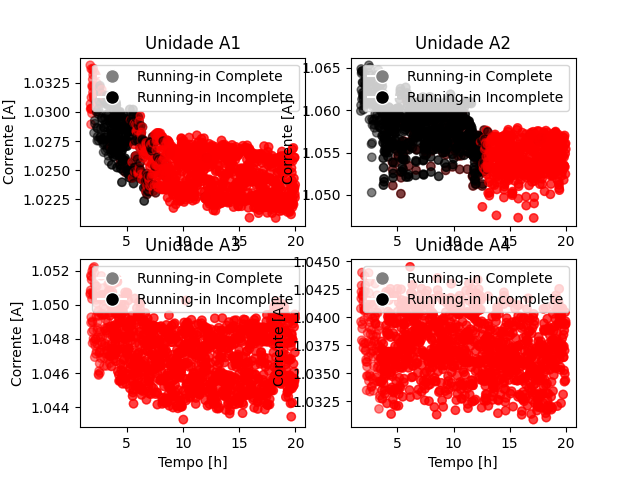 Unidade A1
Corrente [A]
1.0325
1.0300
1.0275
1.0250
1.0225
5
10
15
20
Running-in Complete
Running-in Incomplete
Unidade A2
Corrente [A]
1.065
1.060
1.055
1.050
5
10
15
20
Running-in Complete
Running-in Incomplete
Unidade A3
Corrente [A]
1.052
1.050
1.048
1.046
1.044
5
10
15
20
Tempo [h]
Running-in Complete
Running-in Incomplete
Unidade A4
Corrente [A]
1.0450
1.0425
1.0400
1.0375
1.0350
1.0325
5
10
15
20
Tempo [h]
Running-in Complete
Running-in Incomplete